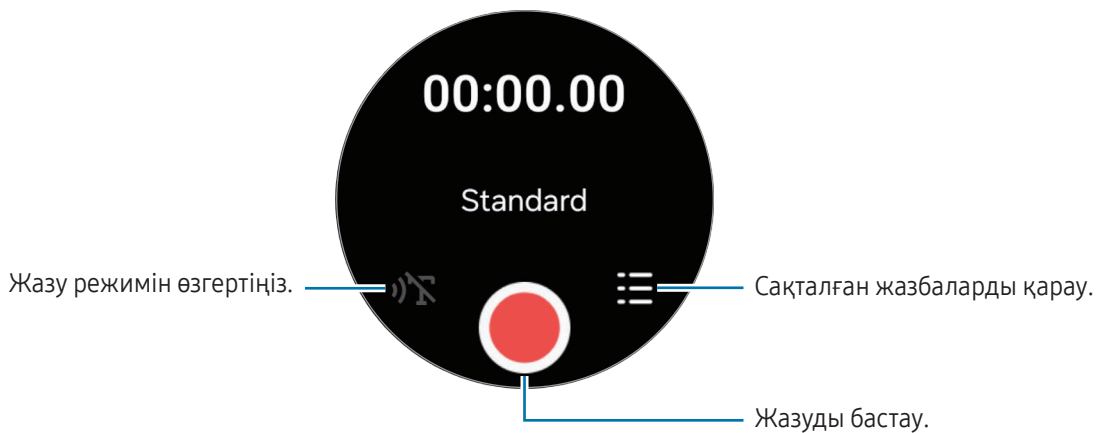 00:00.00
Standard
Жазу режимін өзгертіңіз.
Сақталған жазбаларды қарау.
Жазуды бастау.